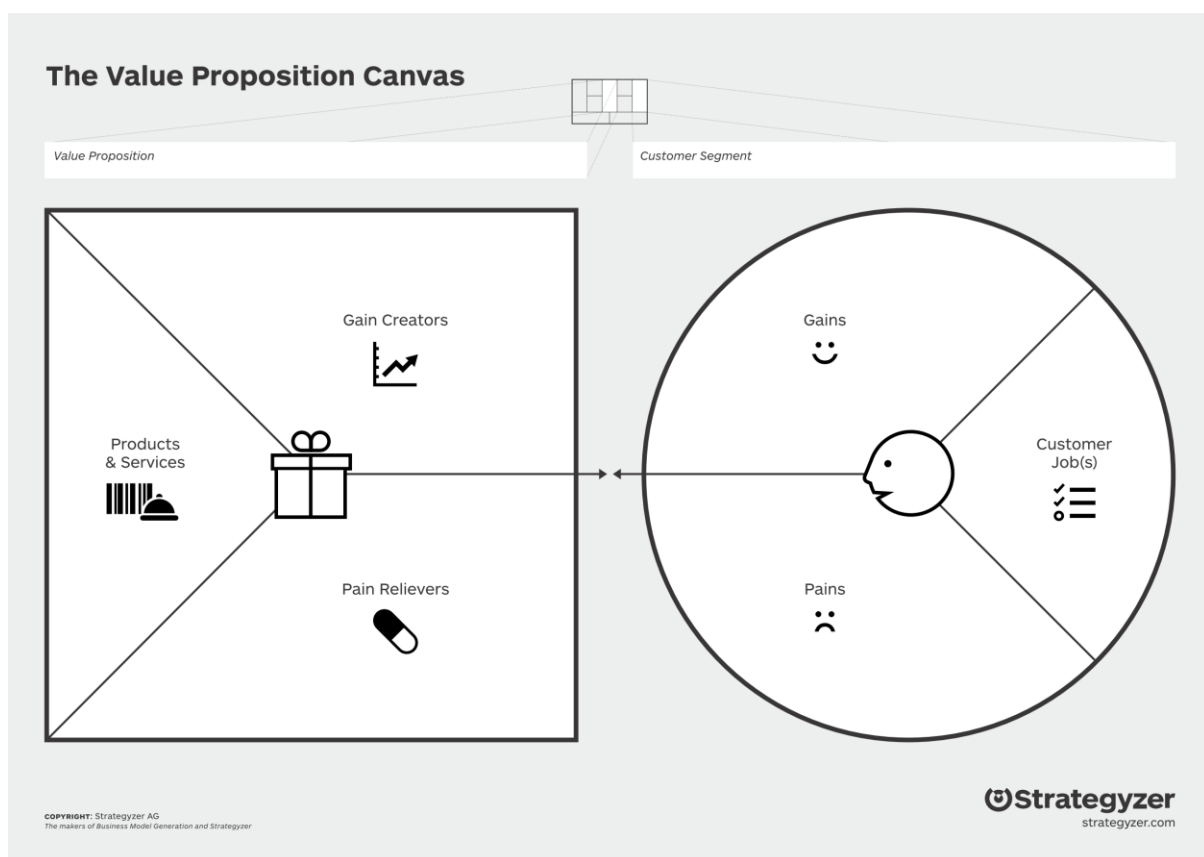 The Value Proposition Canvas
Value Proposition
Customer Segment
Gain Creators
Gains
Products
& Services
Customer
Job(s)
Pain Relievers
Pains
Strategyzer
strategyzer.com
COPYRIGHT: Strategyzer AG
The makers of Business Model Generation and Strategyzer